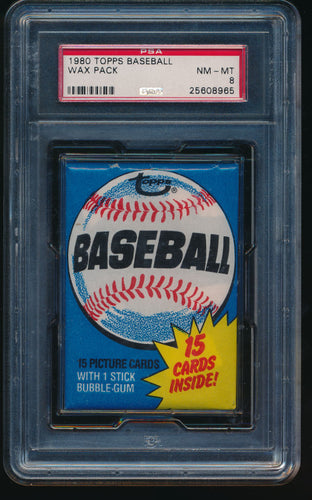 PSA
1980 TOPPS BASEBALL
WAX PACK
NM - MT
8
25608965
TOPPS
BASEBALL
15 PICTURE CARDS
WITH 1 STICK
BUBBLE-GUM
15
CARDS
INSIDE!